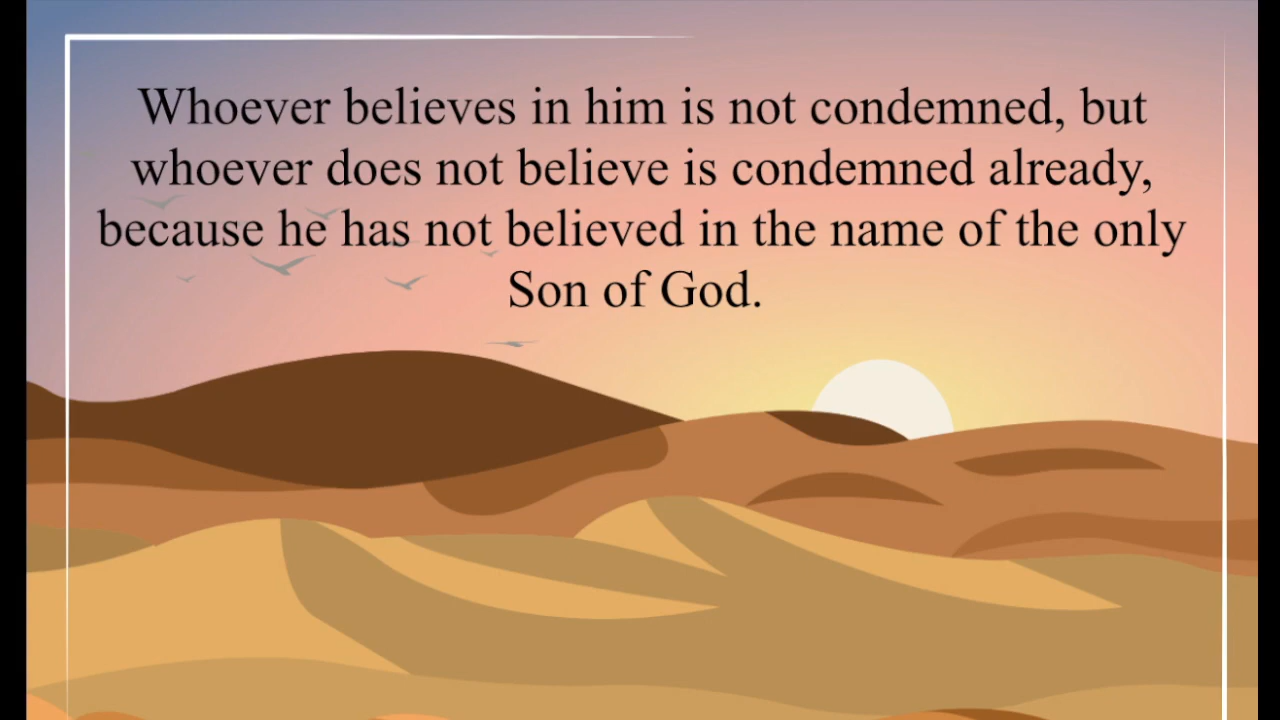 Whoever believes in him is not condemned, but
whoever does not believe is condemned already,
because he has not believed in the name of the only
Son of God.